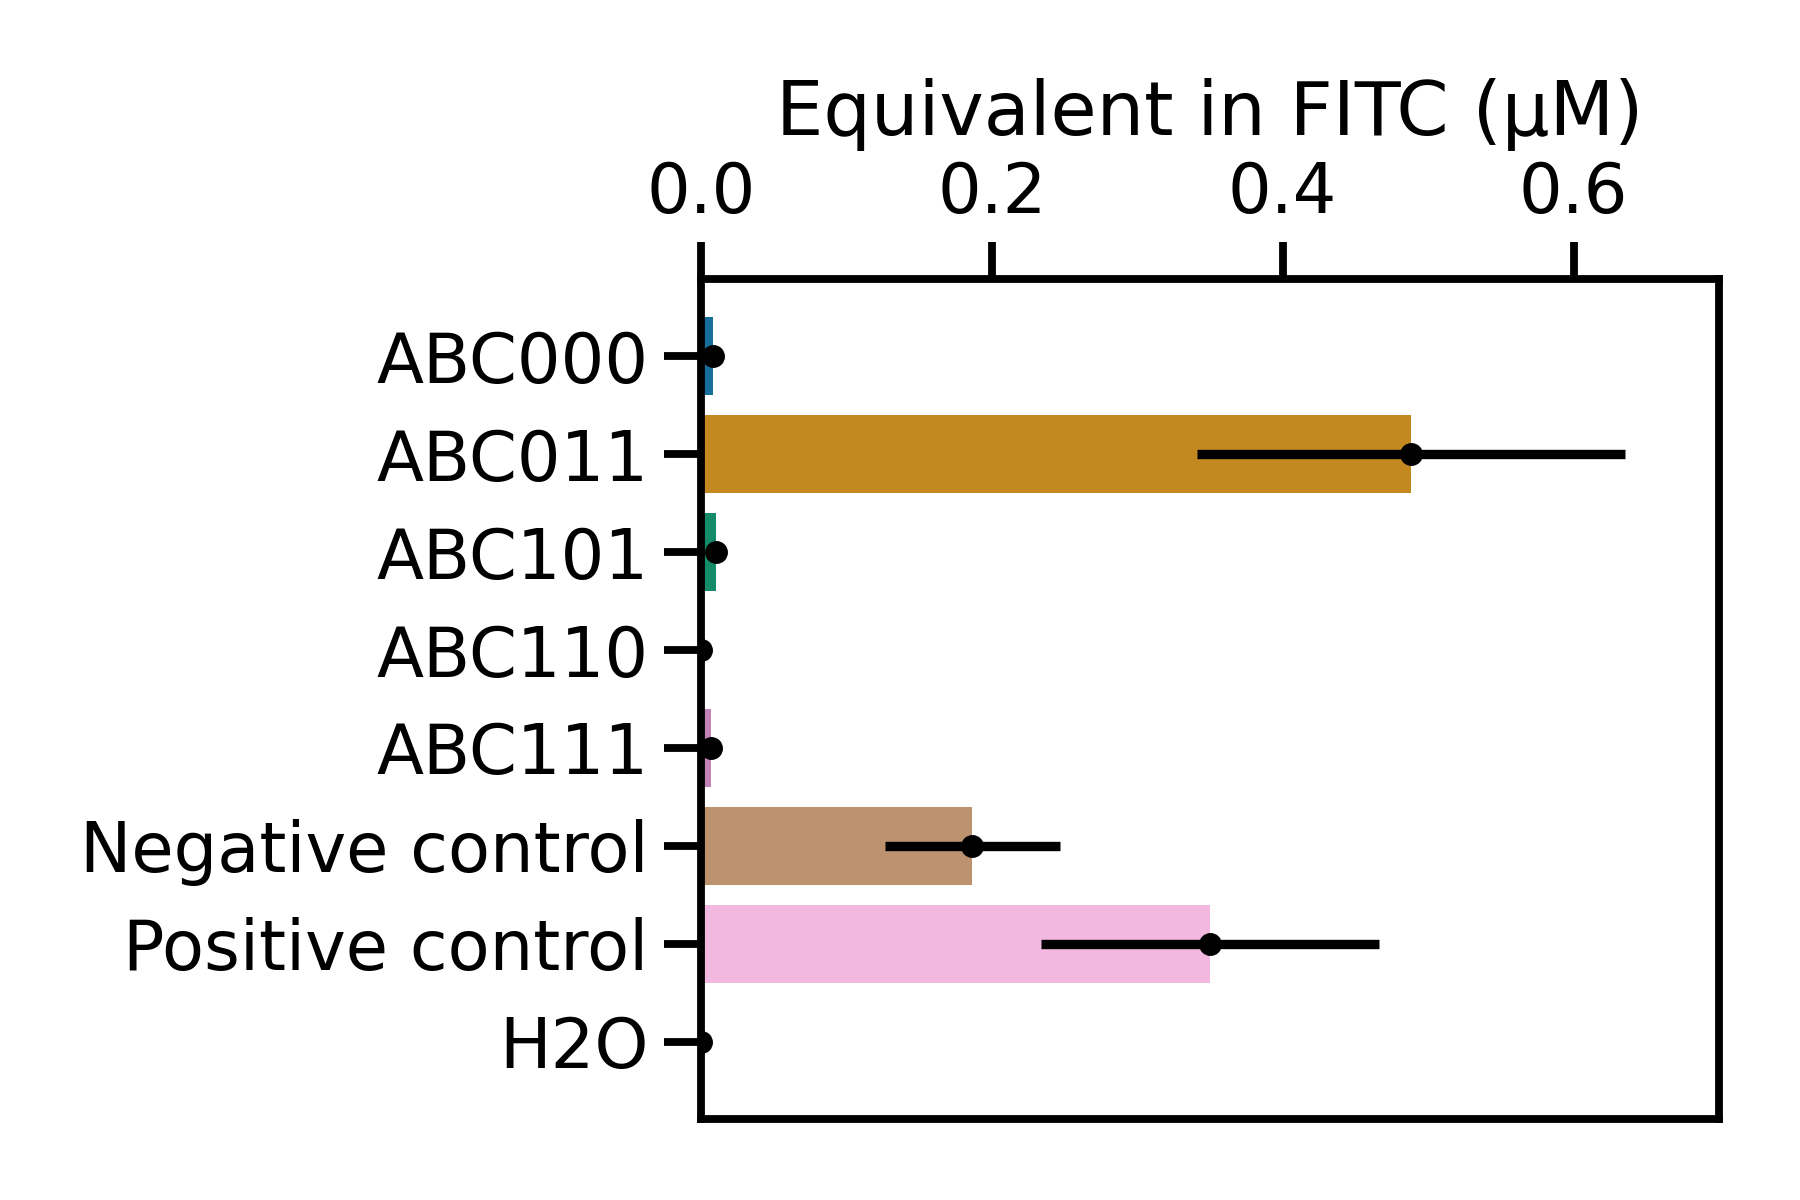 Equivalent in FITC (µM)
0.0 0.2 0.4 0.6
ABC000
ABC011
ABC101
ABC110
ABC111
Negative control
Positive control
H2O